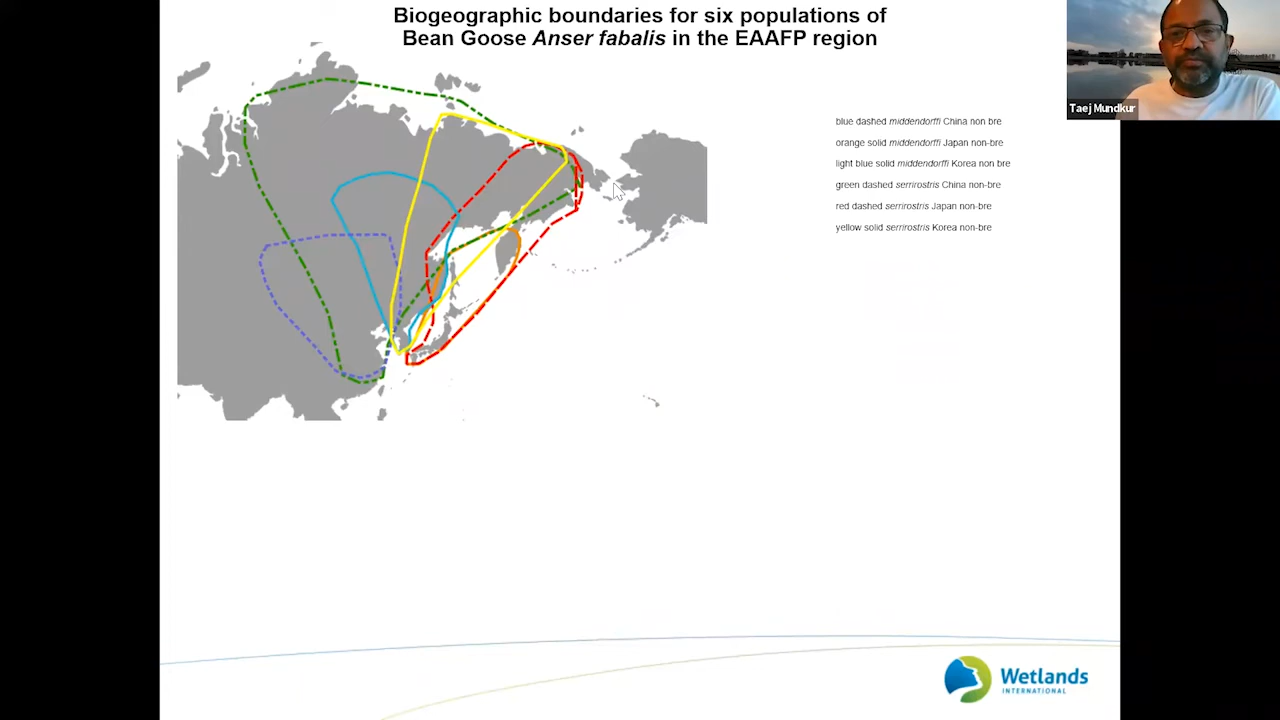 Biogeographic boundaries for six populations of
Bean Goose Anser fabalis in the EAAFP region
Taej Mundkur
blue dashed middendorffi China non bre
orange solid middendorffi Japan non-bre
light blue solid middendorffi Korea non bre
green dashed serrirostris China non-bre
red dashed serrirostris Japan non-bre
yellow solid serrirostris Korea non-bre
Wetlands
INTERNATIONAL